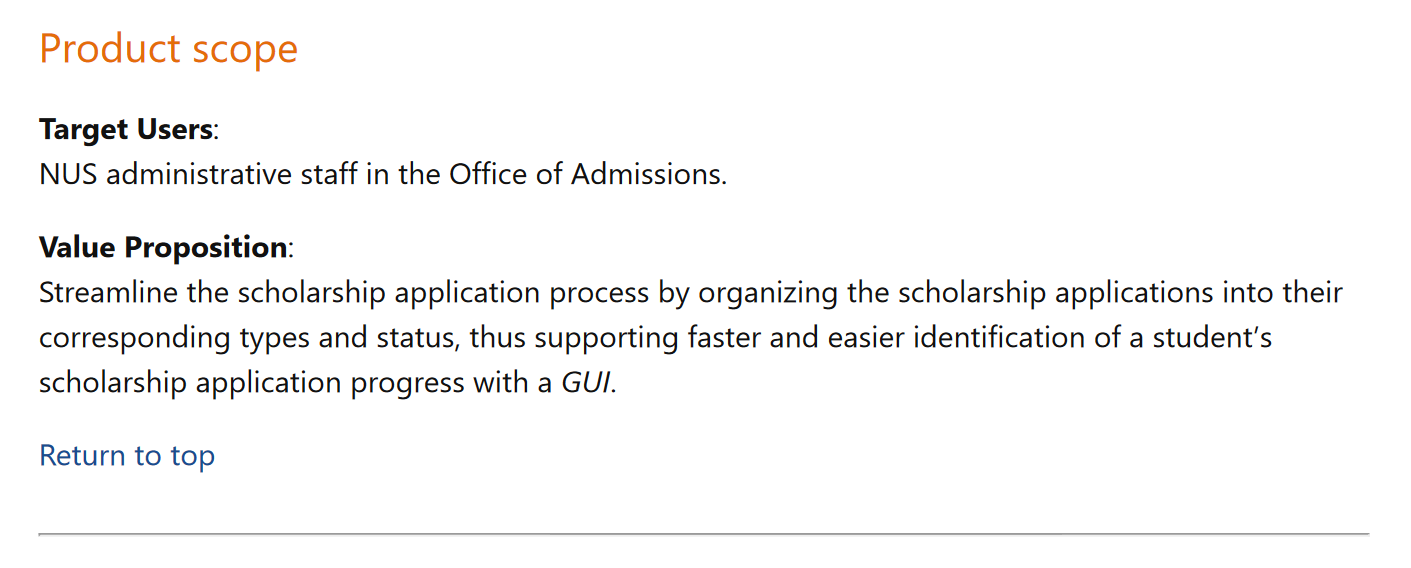 Product scope
Target Users:
NUS administrative staff in the Office of Admissions.
Value Proposition:
Streamline the scholarship application process by organizing the scholarship applications into their
corresponding types and status, thus supporting faster and easier identification of a student’s
scholarship application progress with a GUI.
Return to top